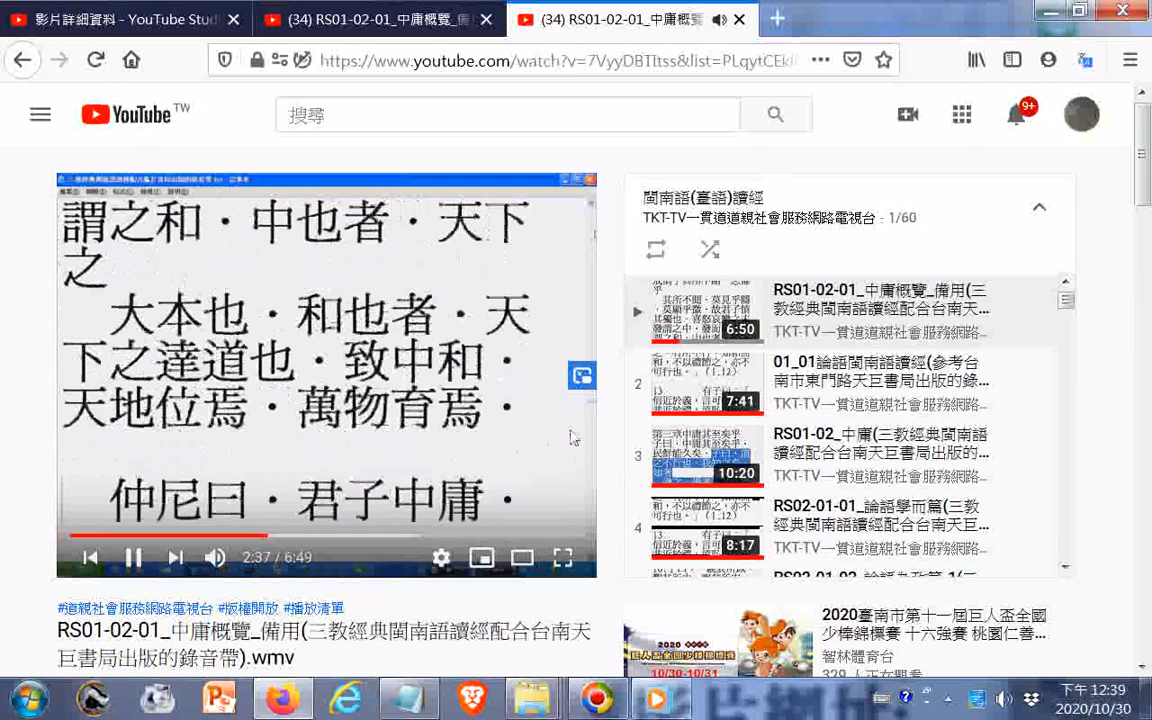 影片詳細資料 - YouTube Stud
(34) RS01-02-01_中庸概覽_備
(34) RS01-02-01_中庸概覽
https://www.youtube.com/watch?v=7VyyDBTItss&list=PLqytCEk
YouTube TW
搜尋
9+
謂之和．中也者．天下
之
大本也．和也者．天
下之達道也．致中和．
天地位焉．萬物育焉．
仲尼曰．君子中庸．
2:37 / 6:49
#道親社會服務網路電視台 #版權開放 #播放清單
RS01-02-01_中庸概覽_備用(三教經典閩南語讀經配合台南天
巨書局出版的錄音帶).wmv
閩南語(臺語)讀經
TKT-TV一貫道道親社會服務網路電視台 · 1/60
6:50
RS01-02-01_中庸概覽_備用(三
教經典閩南語讀經配合台南天...
TKT-TV一貫道道親社會服務網路...
2
7:41
01_01論語閩南語讀經(參考台
南市東門路天巨書局出版的錄...
TKT-TV一貫道道親社會服務網路...
3
10:20
RS01-02_中庸(三教經典閩南語
讀經配合台南天巨書局出版的...
TKT-TV一貫道道親社會服務網路...
4
8:17
RS02-01-01_論語學而篇(三教
經典閩南語讀經配合台南天巨...
TKT-TV一貫道道親社會服務網路...
2020臺南市第十一屆巨人盃全國
少棒錦標賽 十六強賽 桃園仁善...
智林體育台
10/30-10/31
下午 12:39
2020/10/30